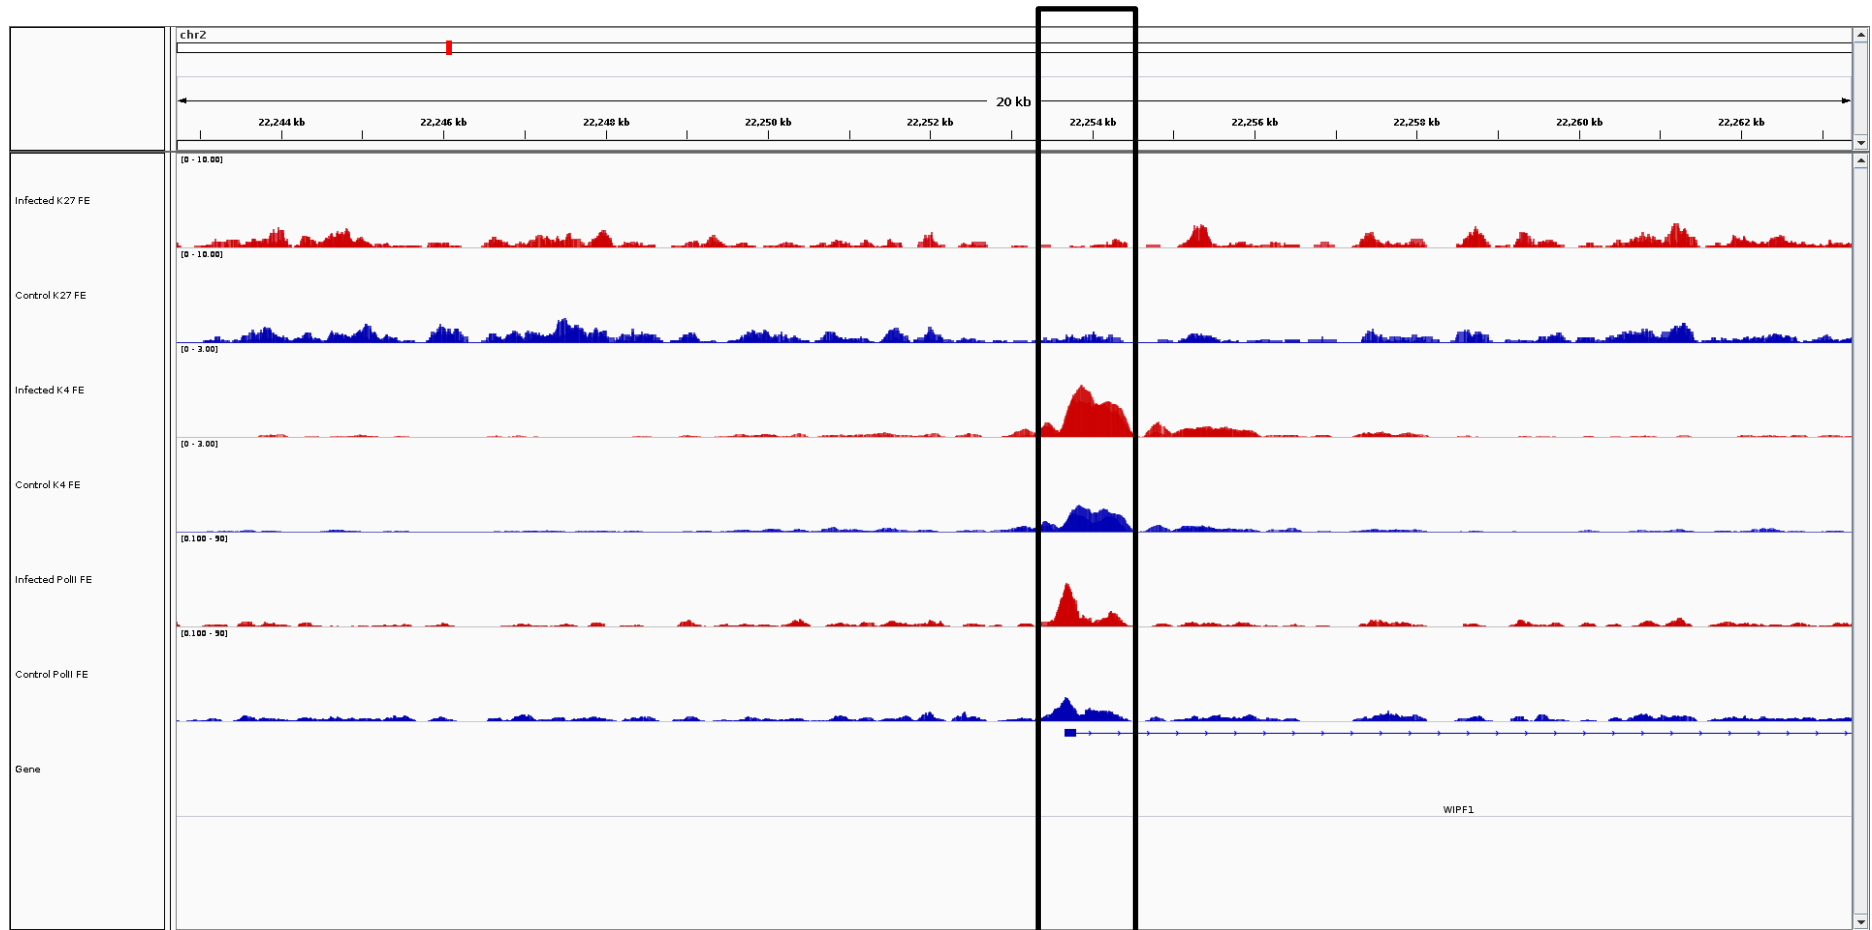 chr2
20 kb
22,244 kb 22,246 kb 22,248 kb 22,250 kb 22,252 kb 22,254 kb 22,256 kb 22,258 kb 22,260 kb 22,262 kb
[0 - 10.00]
Infected K27 FE
[0 - 10.00]
Control K27 FE
[0 - 3.00]
Infected K4 FE
[0 - 3.00]
Control K4 FE
[0.100 - 90]
Infected PolII FE
[0.100 - 90]
Control PolII FE
Gene
WIPF1